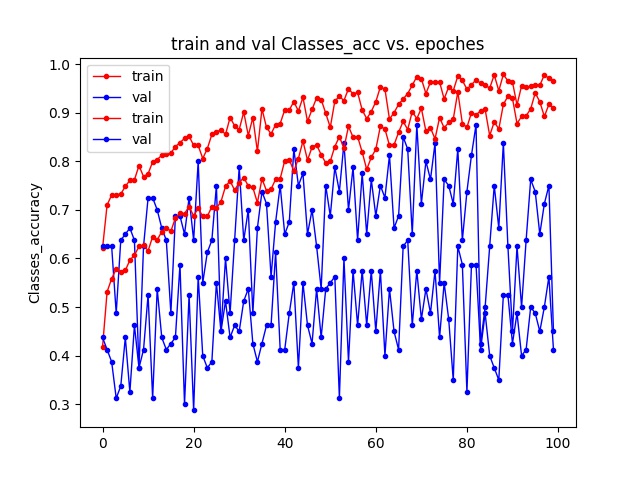 train and val Classes_acc vs. epoches
1.0
train
val
train
val
0.9
0.8
0.7
0.6
0.5
0.4
0.3
Classes_accuracy
0 20 40 60 80 100